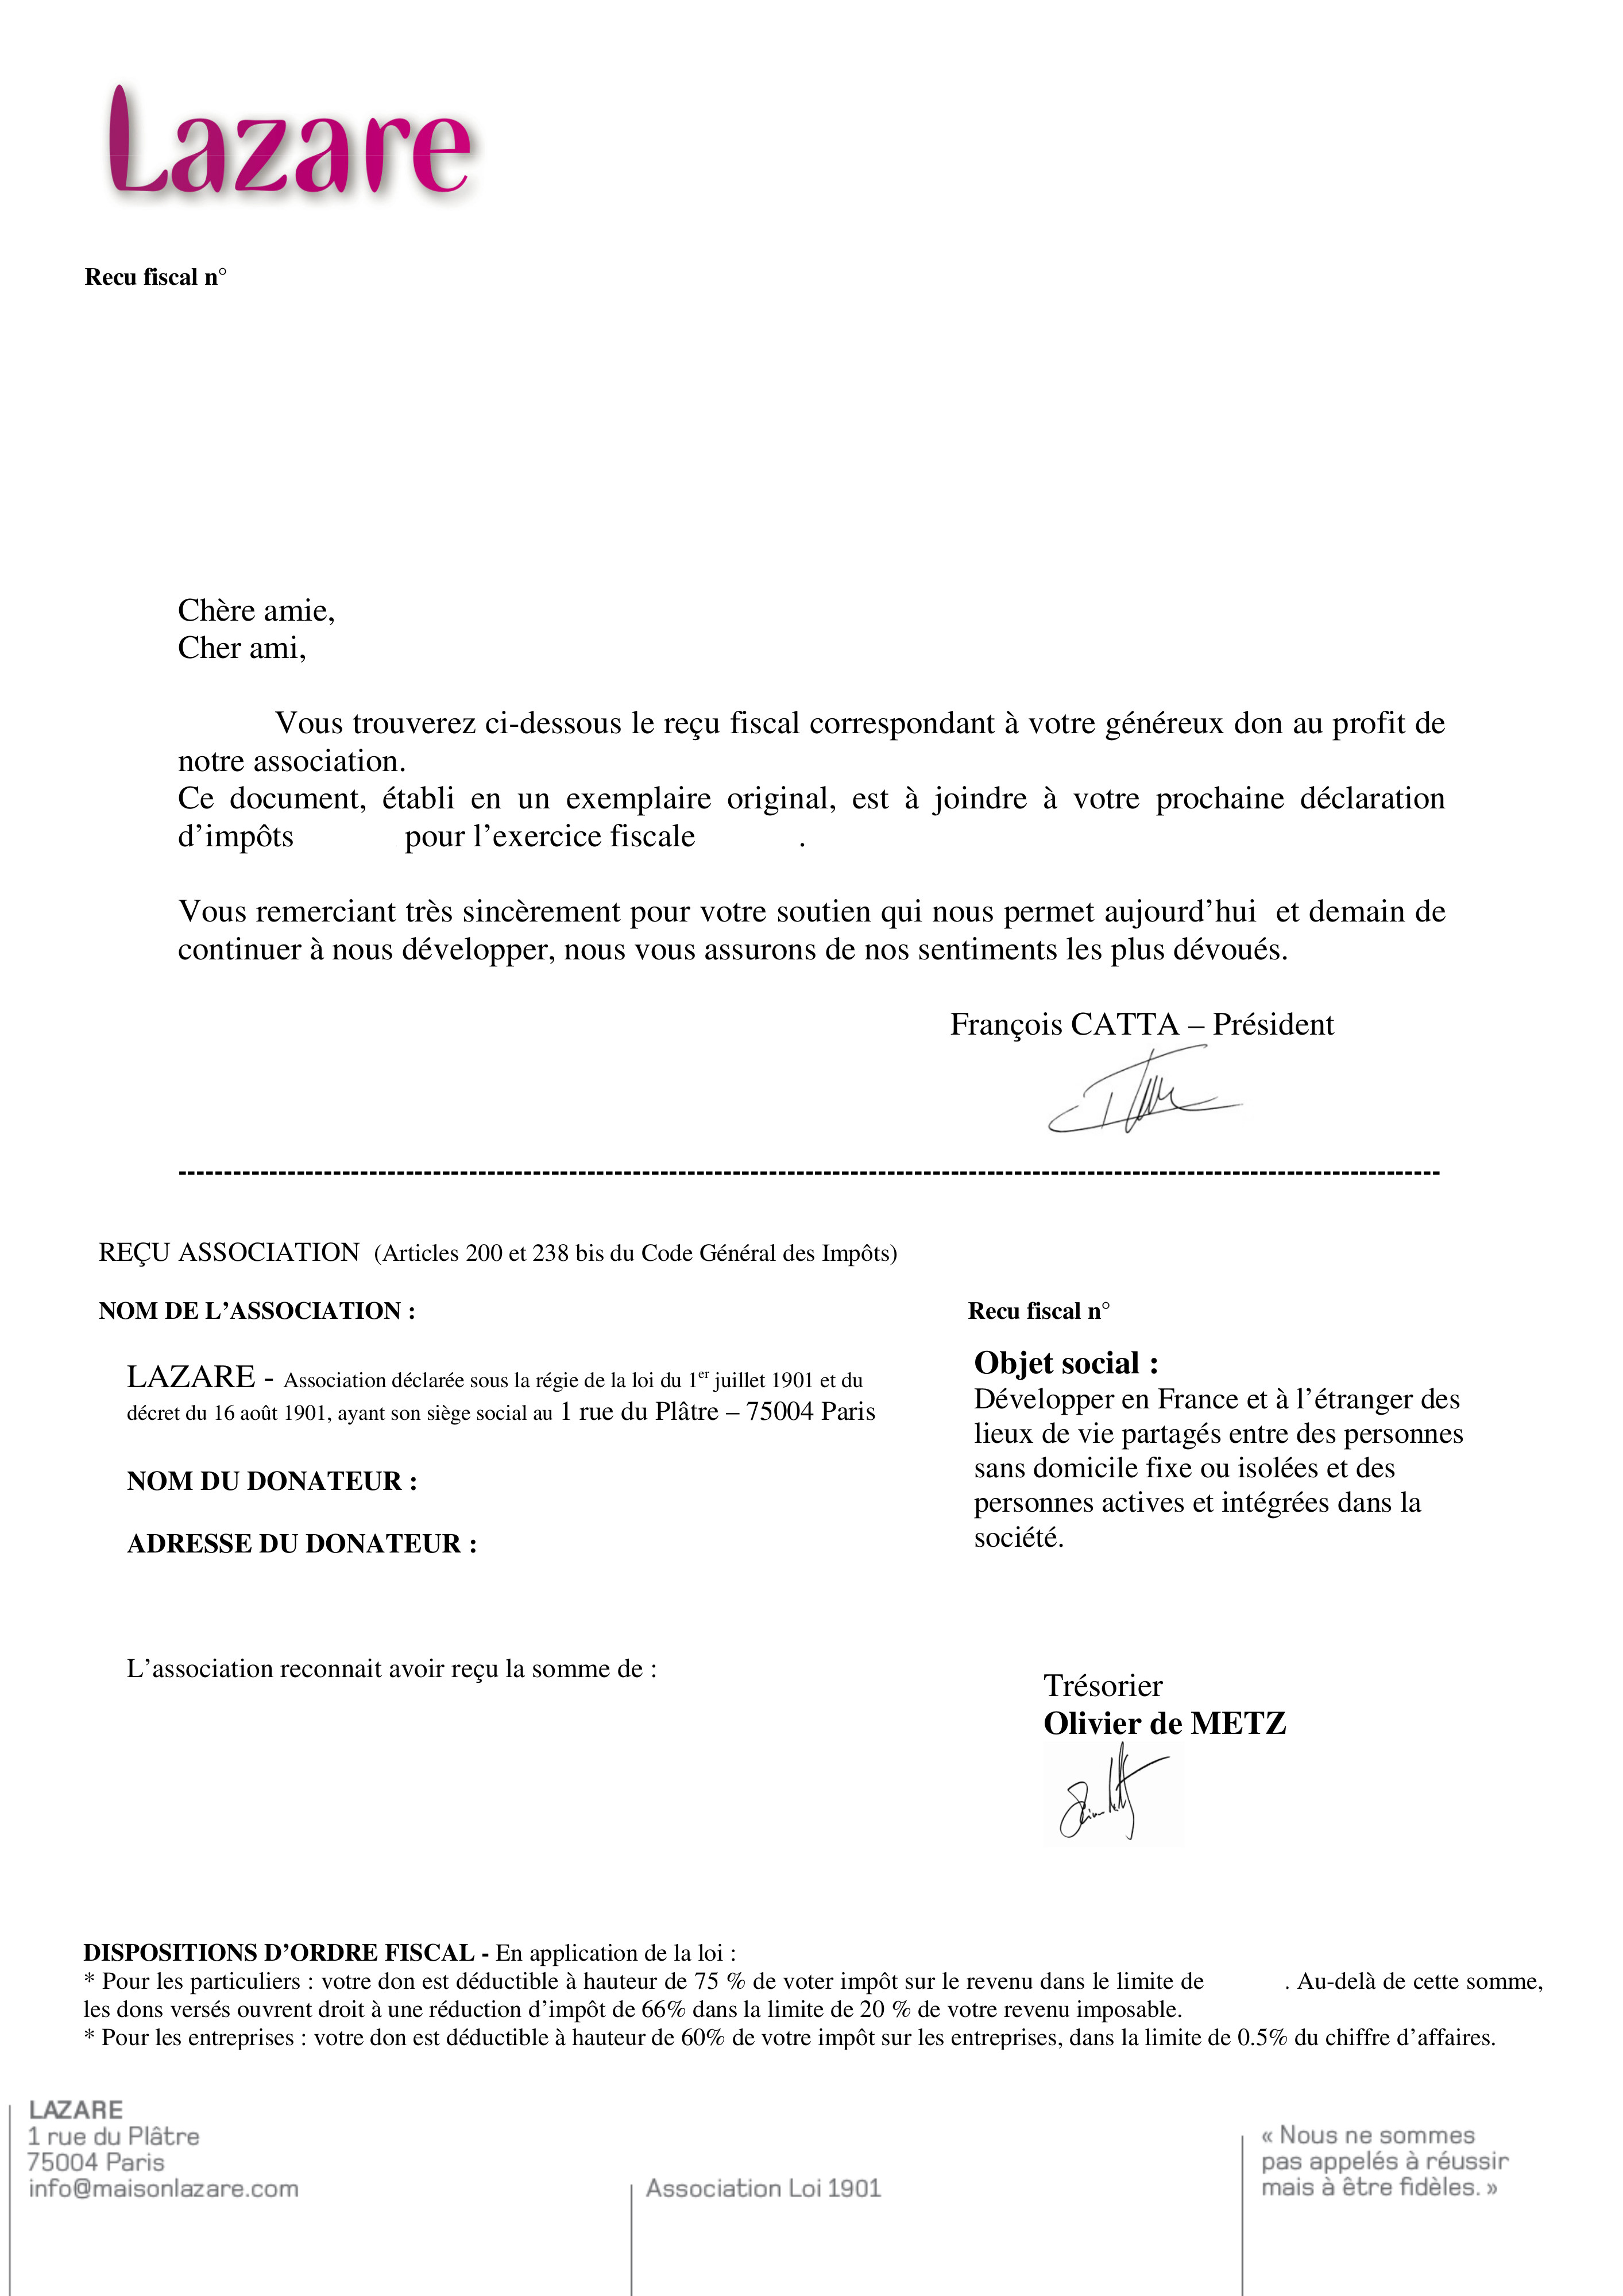 Lazare
Recu fiscal n°
Chère amie,
Cher ami,
Vous trouverez ci-dessous le reçu fiscal correspondant à votre généreux don au profit de
notre association.
Ce document, établi en un exemplaire original, est à joindre à votre prochaine déclaration
d’impôts pour l’exercice fiscale .
Vous remerciant très sincèrement pour votre soutien qui nous permet aujourd’hui et demain de
continuer à nous développer, nous vous assurons de nos sentiments les plus dévoués.
François CATTA – Président
REÇU ASSOCIATION (Articles 200 et 238 bis du Code Général des Impôts)
NOM DE L’ASSOCIATION :
Recu fiscal n°
LAZARE - Association déclarée sous la régie de la loi du 1er juillet 1901 et du
décret du 16 août 1901, ayant son siège social au 1 rue du Plâtre – 75004 Paris
NOM DU DONATEUR :
ADRESSE DU DONATEUR :
Objet social :
Développer en France et à l’étranger des
lieux de vie partagés entre des personnes
sans domicile fixe ou isolées et des
personnes actives et intégrées dans la
société.
L’association reconnait avoir reçu la somme de :
Trésorier
Olivier de METZ
DISPOSITIONS D’ORDRE FISCAL - En application de la loi :
* Pour les particuliers : votre don est déductible à hauteur de 75 % de voter impôt sur le revenu dans le limite de . Au-delà de cette somme,
les dons versés ouvrent droit à une réduction d’impôt de 66% dans la limite de 20 % de votre revenu imposable.
* Pour les entreprises : votre don est déductible à hauteur de 60% de votre impôt sur les entreprises, dans la limite de 0.5% du chiffre d’affaires.
LAZARE
1 rue du Plâtre
75004 Paris
info@maisonlazare.com
Association Loi 1901
« Nous ne sommes
pas appelés à réussir
mais à être fidèles. »